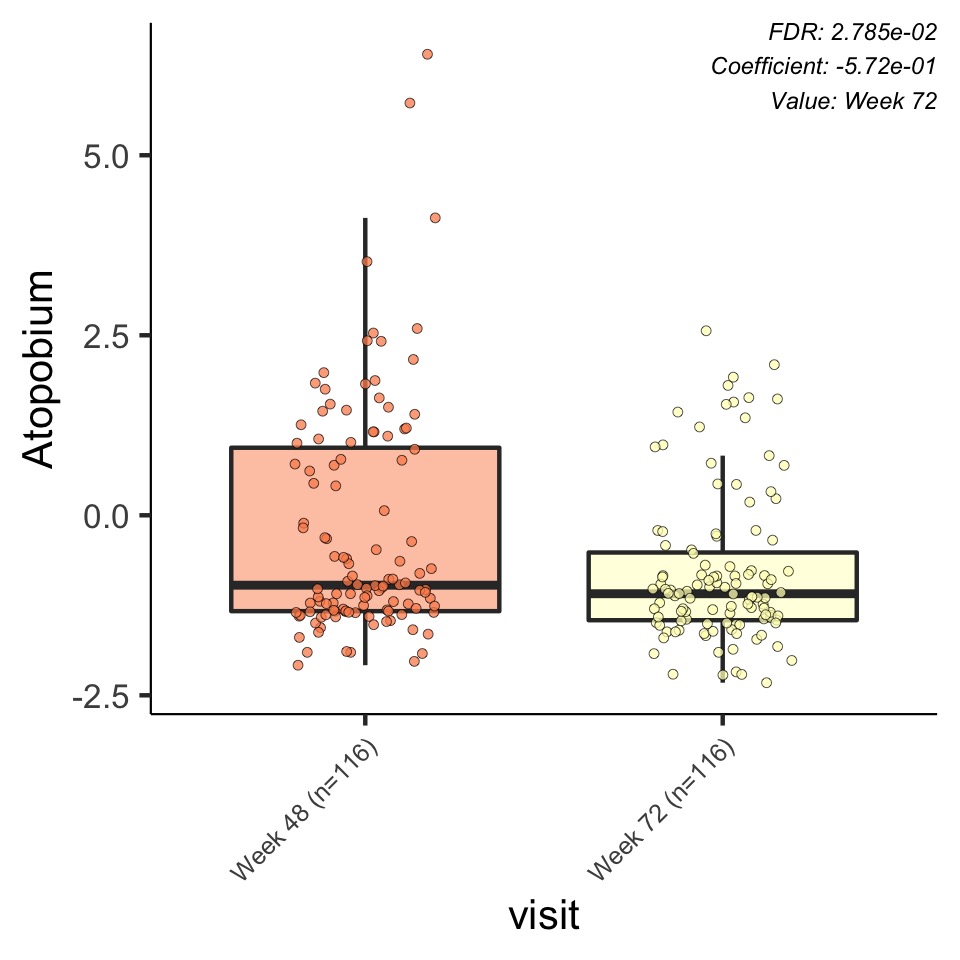 FDR: 2.785e-02
Coefficient: -5.72e-01
Value: Week 72
Atopobium
5.0
2.5
0.0
-2.5
Week 48 (n=116)
Week 72 (n=116)
visit